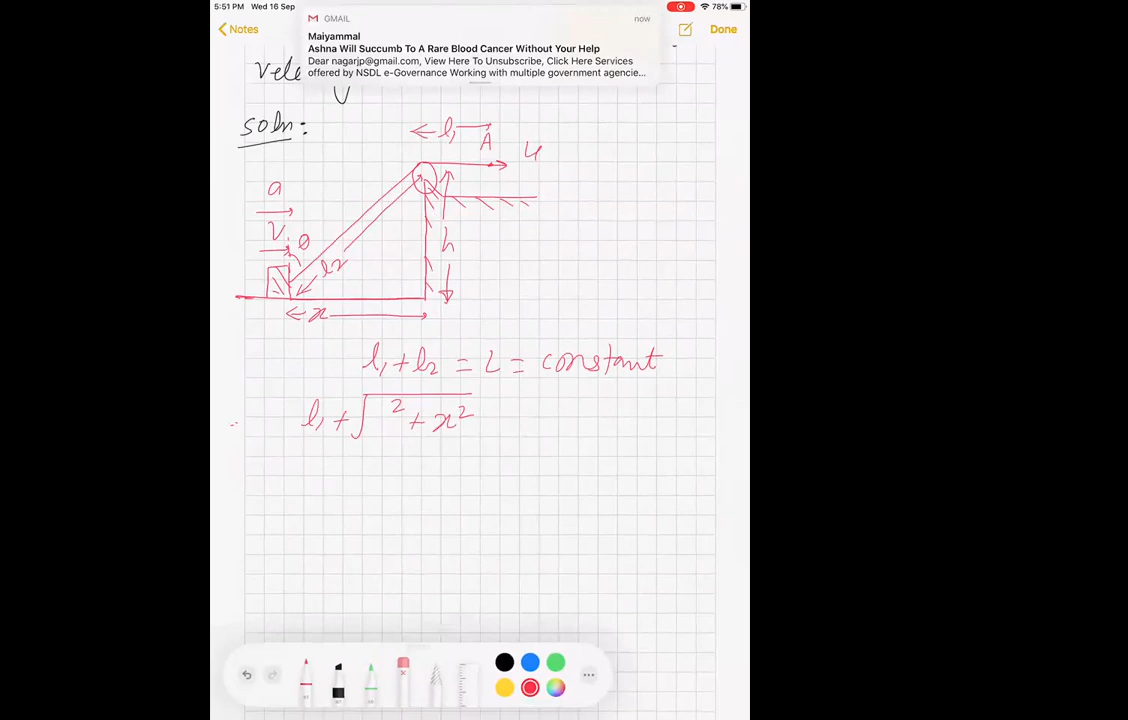 5:51 PM Wed 16 Sep
78%
Notes
GMAIL
now
Done
Maiyammal
Ashna Will Succumb To A Rare Blood Cancer Without Your Help
Dear nagarjp@gmail.com, View Here To Unsubscribe, Click Here Services
offered by NSDL e-Governance Working with multiple government agencie...
Vele
soln:
l₁
A
u
a
V
θ
l2
h
x
l₁ + l₂ = L = constant
l₁ + √ ² + x²